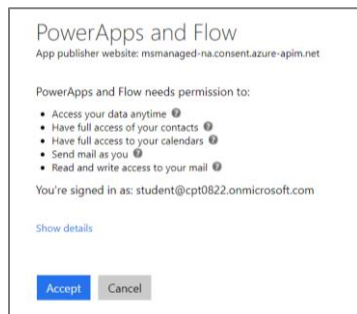 PowerApps and Flow
App publisher website: msmanaged-na.consent.azure-apim.net
PowerApps and Flow needs permission to:
• Access your data anytime ?
• Have full access of your contacts ?
• Have full access to your calendars ?
• Send mail as you ?
• Read and write access to your mail ?
You're signed in as: student@cpt0822.onmicrosoft.com
Show details
Accept Cancel